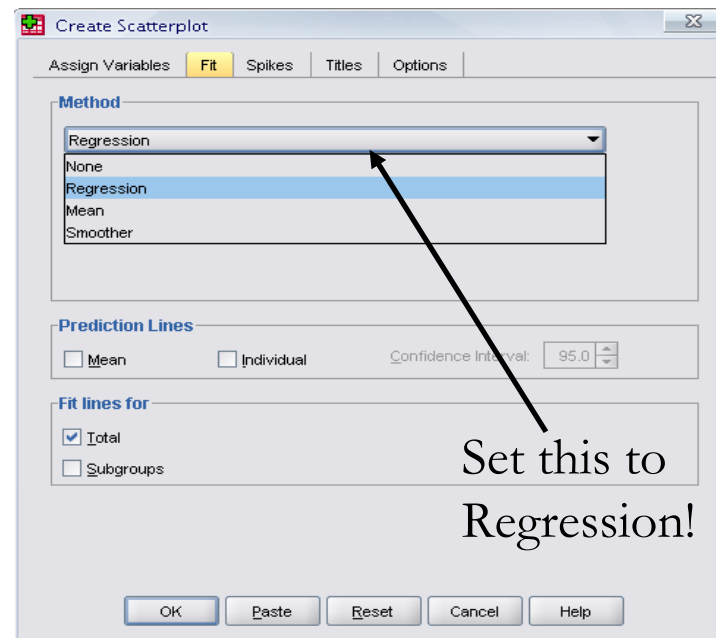 Create Scatterplot
Assign Variables Fit Spikes Titles Options
Method
Regression
None
Regression
Mean
Smoother
Prediction Lines
Mean Individual Confidence Interval: 95.0
Fit lines for
Total
Subgroups
Set this to
Regression!
OK Paste Reset Cancel Help